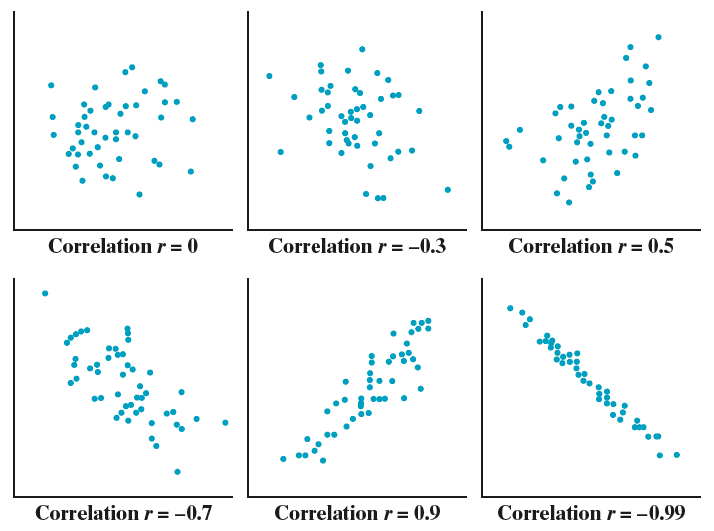 Correlation r = 0
Correlation r = –0.3
Correlation r = 0.5
Correlation r = –0.7
Correlation r = 0.9
Correlation r = –0.99